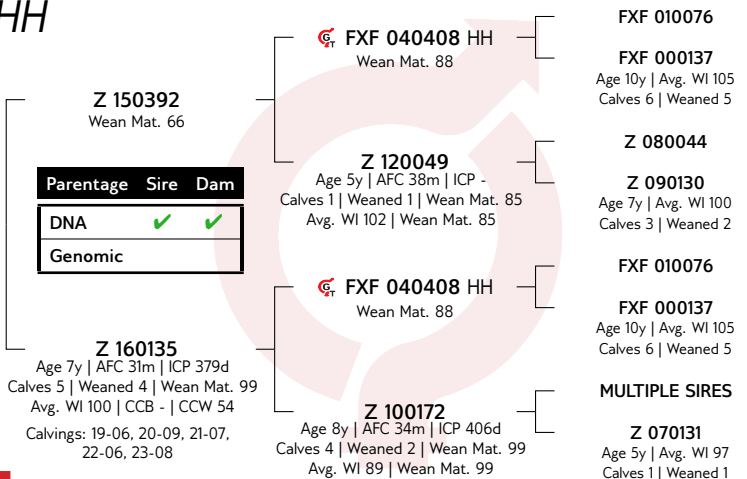 HH
Z 150392
Wean Mat. 66
Parentage Sire Dam
DNA ✔ ✔
Genomic
Z 160135
Age 7y | AFC 31m | ICP 379d
Calves 5 | Weaned 4 | Wean Mat. 99
Avg. WI 100 | CCB - | CCW 54
Calvings: 19-06, 20-09, 21-07,
22-06, 23-08
GT FXF 040408 HH
Wean Mat. 88
Z 120049
Age 5y | AFC 38m | ICP -
Calves 1 | Weaned 1 | Wean Mat. 85
Avg. WI 102 | Wean Mat. 85
GT FXF 040408 HH
Wean Mat. 88
Z 100172
Age 8y | AFC 34m | ICP 406d
Calves 4 | Weaned 2 | Wean Mat. 99
Avg. WI 89 | Wean Mat. 99
FXF 010076
FXF 000137
Age 10y | Avg. WI 105
Calves 6 | Weaned 5
Z 080044
Z 090130
Age 7y | Avg. WI 100
Calves 3 | Weaned 2
FXF 010076
FXF 000137
Age 10y | Avg. WI 105
Calves 6 | Weaned 5
MULTIPLE SIRES
Z 070131
Age 5y | Avg. WI 97
Calves 1 | Weaned 1